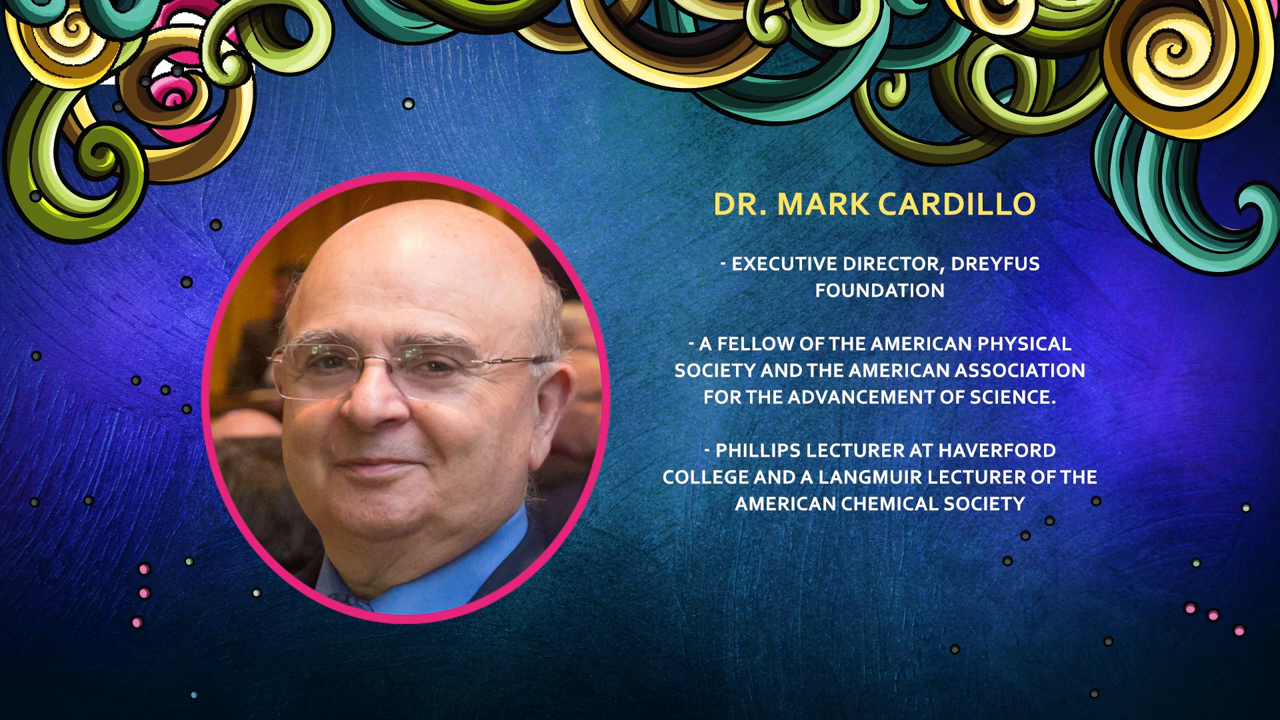 DR. MARK CARDILLO
- EXECUTIVE DIRECTOR, DREYFUS
FOUNDATION
- A FELLOW OF THE AMERICAN PHYSICAL
SOCIETY AND THE AMERICAN ASSOCIATION
FOR THE ADVANCEMENT OF SCIENCE.
- PHILLIPS LECTURER AT HAVERFORD
COLLEGE AND A LANGMUIR LECTURER OF THE
AMERICAN CHEMICAL SOCIETY